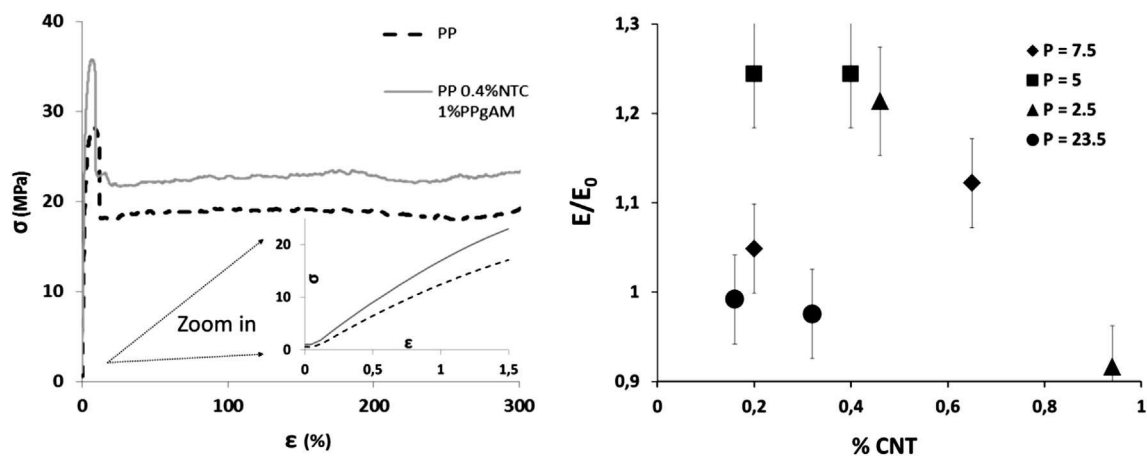 40
30
20
10
0
σ (MPa)
PP
PP 0.4%NTC
1%PPgAM
Zoom in
20
10
0
σ
ε
0
0,5
1
1,5
0
100
200
300
ε (%)
1,3
1,2
1,1
1
0,9
E/E₀
P = 7.5
P = 5
P = 2.5
P = 23.5
0
0,2
0,4
0,6
0,8
1
% CNT